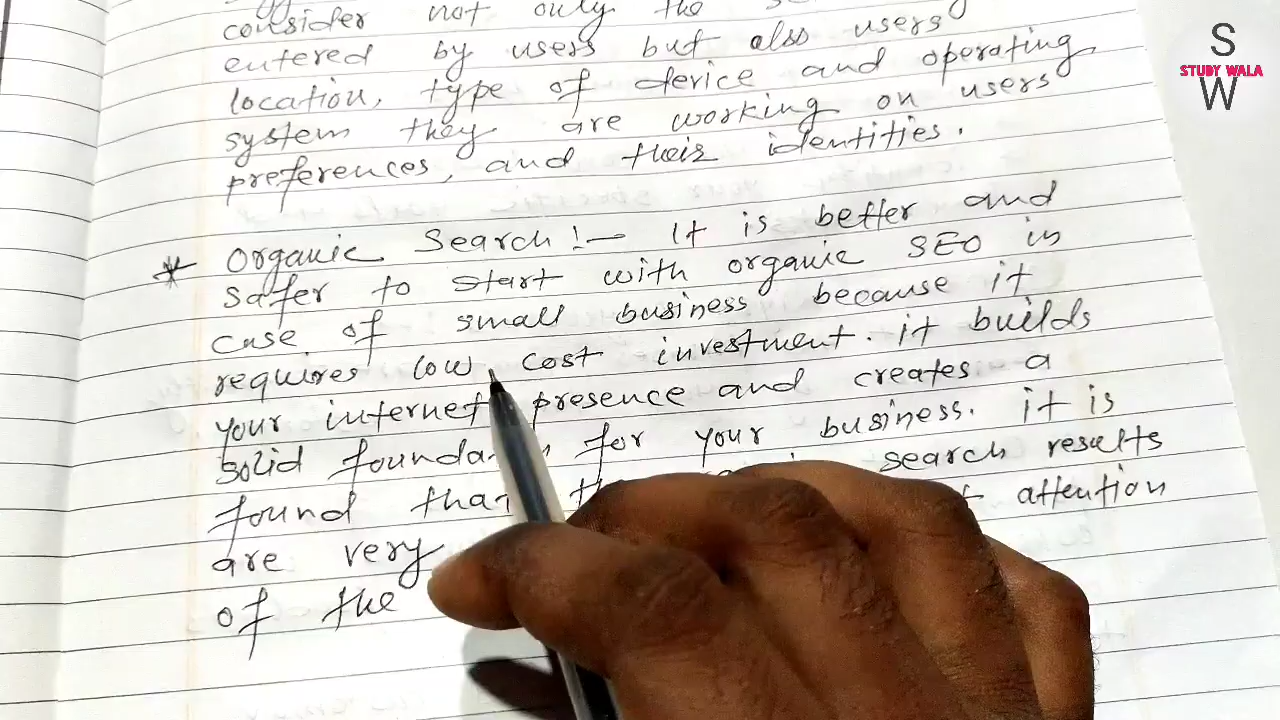 consider not only the
entered by users but also users
location, type of device and operating
system they are working on users
preferences, and their identities.
* Organic Search :- It is better and
safer to start with organic SEO in
case of small business because it
requires low cost investment. it builds
your internet presence and creates a
solid for your business. it is
found that search results
are very attention
of the
S
STUDY WALA
W